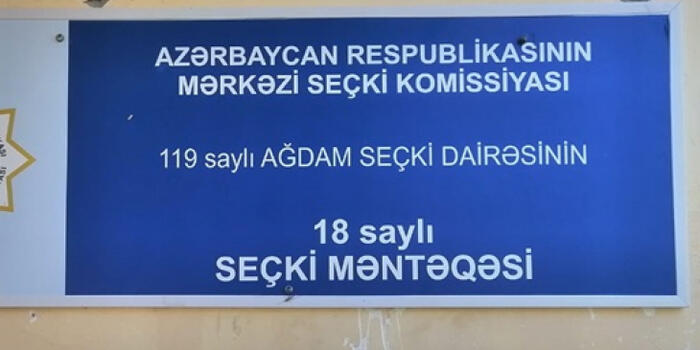 AZƏRBAYCAN RESPUBLİKASININ
MƏRKƏZİ SEÇKİ KOMİSSİYASI
119 saylı AĞDAM SEÇKİ DAİRƏSİNİN
18 saylı
SEÇKİ MƏNTƏQƏSİ